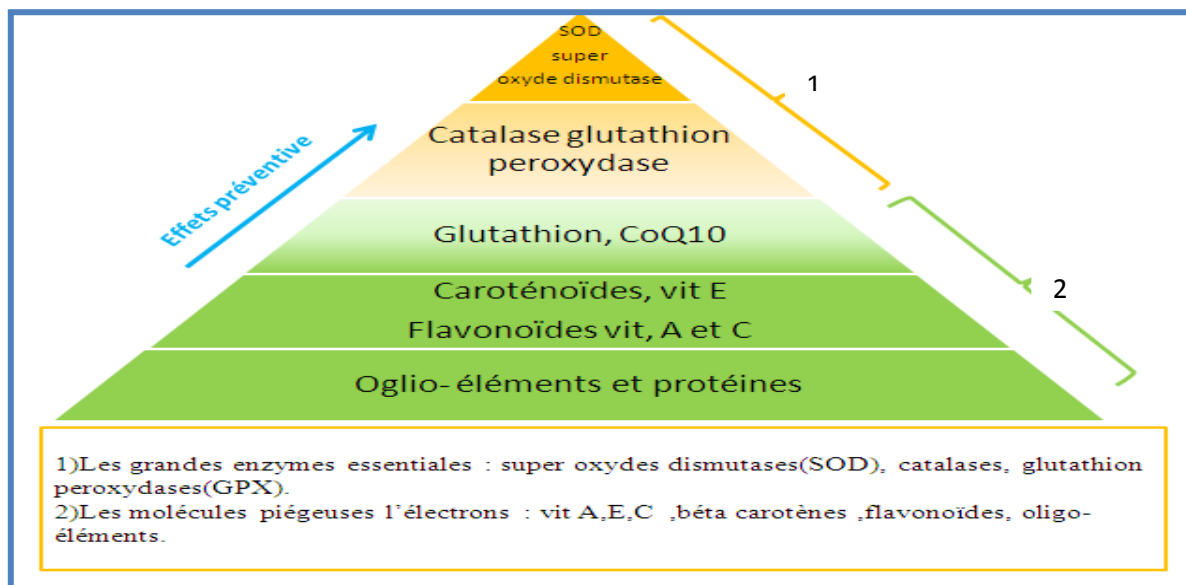 SOD
super
oxyde dismutase
1
Catalase glutathion
peroxydase
Effets préventive
Glutathion, CoQ10
Caroténoïdes, vit E
2
Flavonoïdes vit, A et C
Oglio- éléments et protéines
1)Les grandes enzymes essentiales : super oxydes dismutases(SOD), catalases, glutathion
peroxydases(GPX).
2)Les molécules piégeuses l’électrons : vit A,E,C ,béta carotènes ,flavonoïdes, oligo-
éléments.